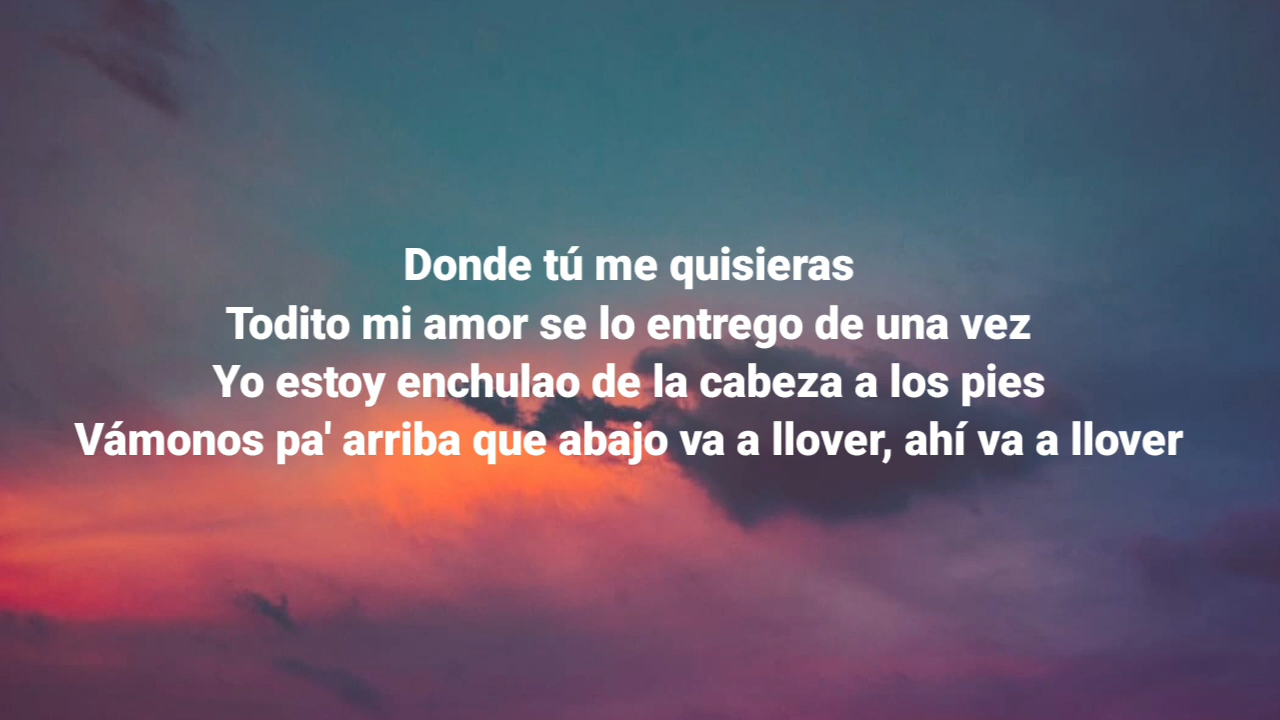 Donde tú me quisieras
Todito mi amor se lo entrego de una vez
Yo estoy enchulao de la cabeza a los pies
Vámonos pa' arriba que abajo va a llover, ahí va a llover